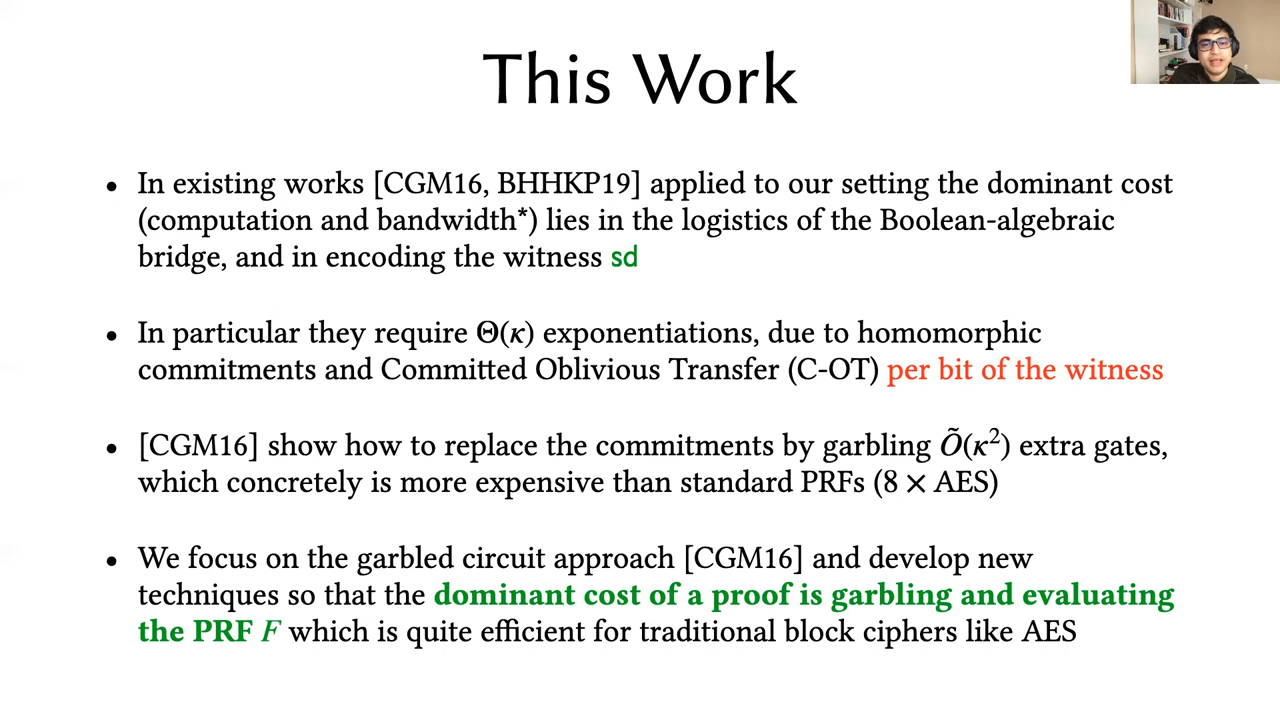 This Work
• In existing works [CGM16, BHHKP19] applied to our setting the dominant cost
(computation and bandwidth*) lies in the logistics of the Boolean-algebraic
bridge, and in encoding the witness sd
• In particular they require Θ(κ) exponentiations, due to homomorphic
commitments and Committed Oblivious Transfer (C-OT) per bit of the witness
• [CGM16] show how to replace the commitments by garbling Õ(κ²) extra gates,
which concretely is more expensive than standard PRFs (8 × AES)
• We focus on the garbled circuit approach [CGM16] and develop new
techniques so that the dominant cost of a proof is garbling and evaluating
the PRF F which is quite efficient for traditional block ciphers like AES